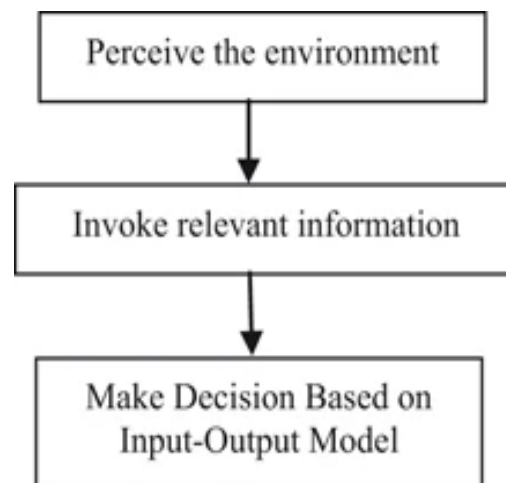 Perceive the environment
Invoke relevant information
Make Decision Based on
Input-Output Model